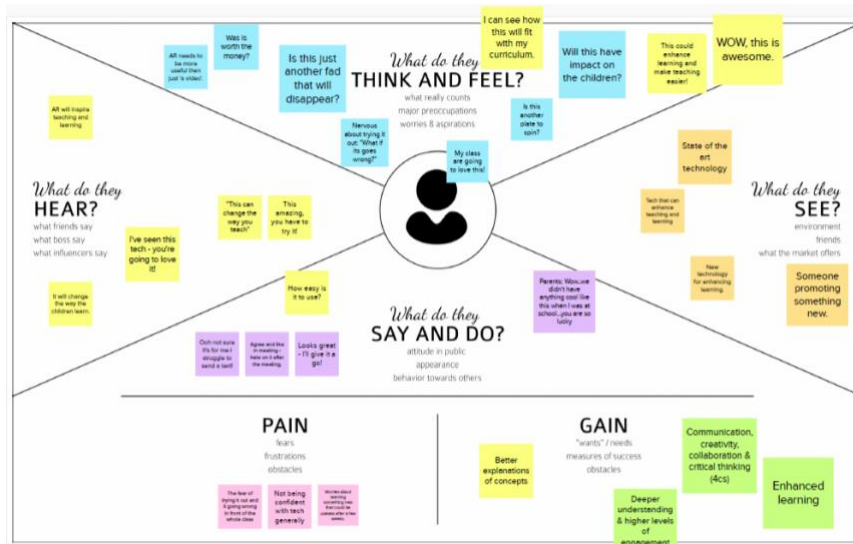 AR needs to
be more
useful then
Was is
worth the
money?
Is this just
another fad
that will
disappear?
Nervous
about trying it
out: "What if
its goes
wrong?"
What do they
THINK AND FEEL?
what really counts
major preoccupations
worries & aspirations
I can see how
this will fit
with my
curriculum.
Will this have
impact on
the children?
This could
enhance
learning and
make teaching
easier!
WOW, this is
awesome.
Is this
another
plate to
spin?
My class
are going
to love this!
AR will inspire
teaching and
learning
What do they
HEAR?
what friends say
what boss say
what influencers say
"This can
change the
way you
teach"
This
amazing,
you have to
try it!
I've seen this
tech - you're
going to love
it!
It will change
the way the
children learn.
State of the
art
technology
Tech that can
enhance
teaching and
learning
New
technology
for enhancing
learning.
Someone
promoting
something
new.
What do they
SEE?
environment
friends
what the market offers
How easy
is it to use?
What do they
SAY AND DO?
attitude in public
appearance
behavior towards others
Ooh not sure
it's for me-I
struggle to
send a text!
Agree and like
in meeting -
hate on it after
the meeting.
Looks great
- I'll give it a
go!
Parents: Wow..we
didn't have
anything cool like
this when I was at
school...you are so
lucky
PAIN
fears
frustrations
obstacles
The fear of
trying it out and
it going wrong
in front of the
whole class
Not being
confident with
tech
generally
Worries about
learning
something new
that could be
useless after a few
weeks.
GAIN
"wants" / needs
measures of success
obstacles
Better
explanations
of concepts
Communication,
creativity,
collaboration &
critical thinking
(4cs)
Deeper
understanding
& higher levels
of
engagement
Enhanced
learning